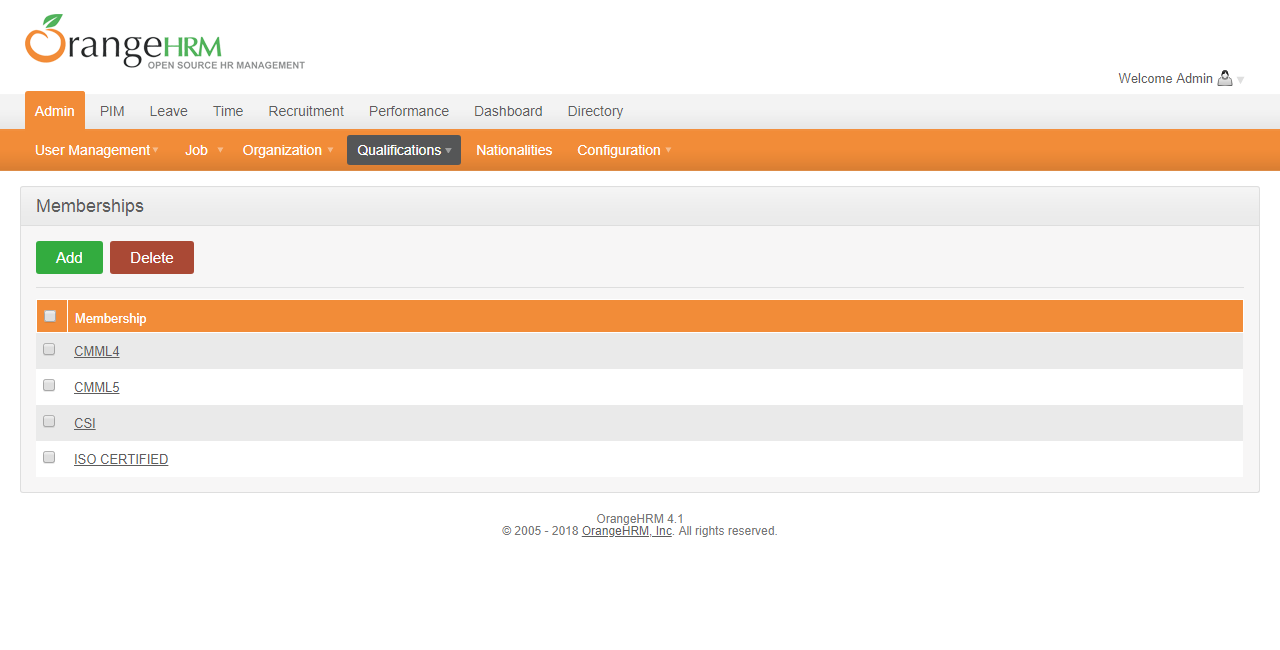 OrangeHRM
OPEN SOURCE HR MANAGEMENT
Welcome Admin
Admin PIM Leave Time Recruitment Performance Dashboard Directory
User Management Job Organization Qualifications Nationalities Configuration
Memberships
Add Delete
Membership
CMML4
CMML5
CSI
ISO CERTIFIED
OrangeHRM 4.1
© 2005 - 2018 OrangeHRM, Inc. All rights reserved.